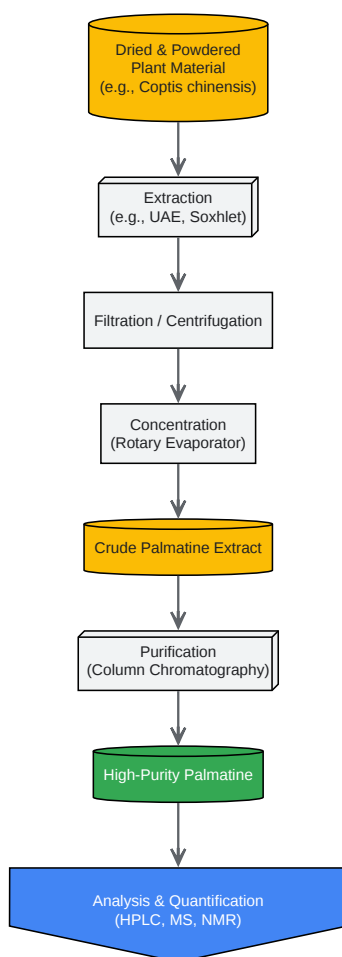 Dried & Powdered
Plant Material
(e.g., Coptis chinensis)
Extraction
(e.g., UAE, Soxhlet)
Filtration / Centrifugation
Concentration
(Rotary Evaporator)
Crude Palmatine Extract
Purification
(Column Chromatography)
High-Purity Palmatine
Analysis & Quantification
(HPLC, MS, NMR)